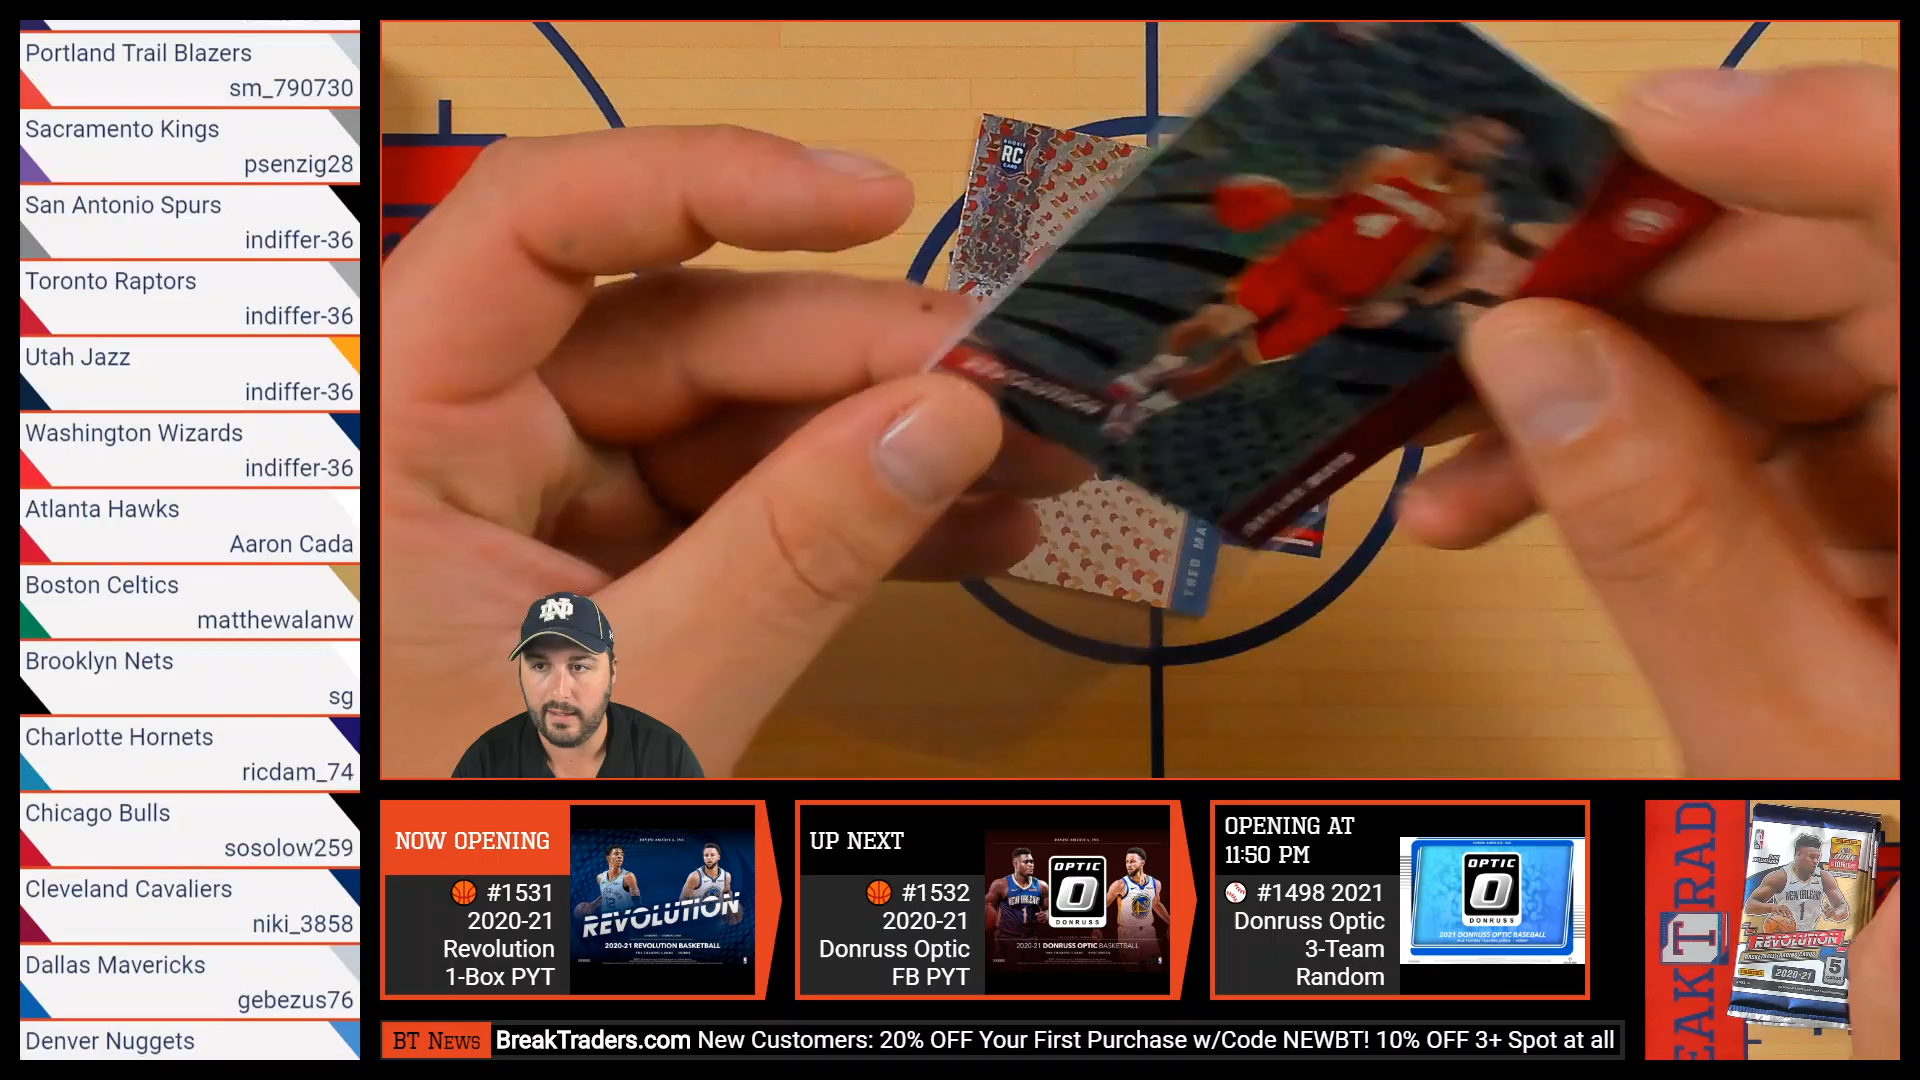 Portland Trail Blazers
sm_790730
Sacramento Kings
psenzig28
San Antonio Spurs
indiffer-36
Toronto Raptors
indiffer-36
Utah Jazz
indiffer-36
Washington Wizards
indiffer-36
Atlanta Hawks
Aaron Cada
Boston Celtics
matthewalanw
Brooklyn Nets
sg
Charlotte Hornets
ricdam_74
Chicago Bulls
sosolow259
Cleveland Cavaliers
niki_3858
Dallas Mavericks
gebezus76
Denver Nuggets
RC
NOW OPENING
#1531
2020-21
Revolution
1-Box PYT
REVOLUTION
2020-21 REVOLUTION BASKETBALL
UP NEXT
#1532
2020-21
Donruss Optic
FB PYT
OPTIC
DONRUSS
2020-21 DONRUSS OPTIC BASKETBALL
OPENING AT
11:50 PM
#1498 2021
Donruss Optic
3-Team
Random
OPTIC
DONRUSS
2021 DONRUSS OPTIC BASEBALL
EAK TRAD
NEW ORLEANS
1
REVOLUTION
2020-21
5
BT NEWS
BreakTraders.com New Customers: 20% OFF Your First Purchase w/Code NEWBT! 10% OFF 3+ Spot at all